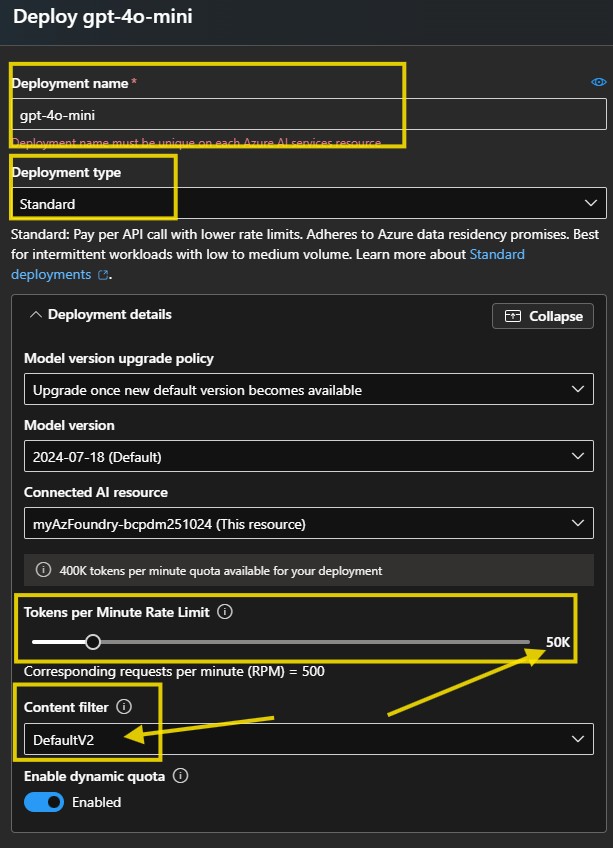 Deploy gpt-4o-mini
Deployment name *
gpt-4o-mini
Deployment name must be unique on each Azure AI services resource.
Deployment type
Standard
Standard: Pay per API call with lower rate limits. Adheres to Azure data residency promises. Best
for intermittent workloads with low to medium volume. Learn more about Standard
deployments.
Deployment details
Collapse
Model version upgrade policy
Upgrade once new default version becomes available
Model version
2024-07-18 (Default)
Connected AI resource
myAzFoundry-bcpdm251024 (This resource)
400K tokens per minute quota available for your deployment
Tokens per Minute Rate Limit
50K
Corresponding requests per minute (RPM) = 500
Content filter
DefaultV2
Enable dynamic quota
Enabled